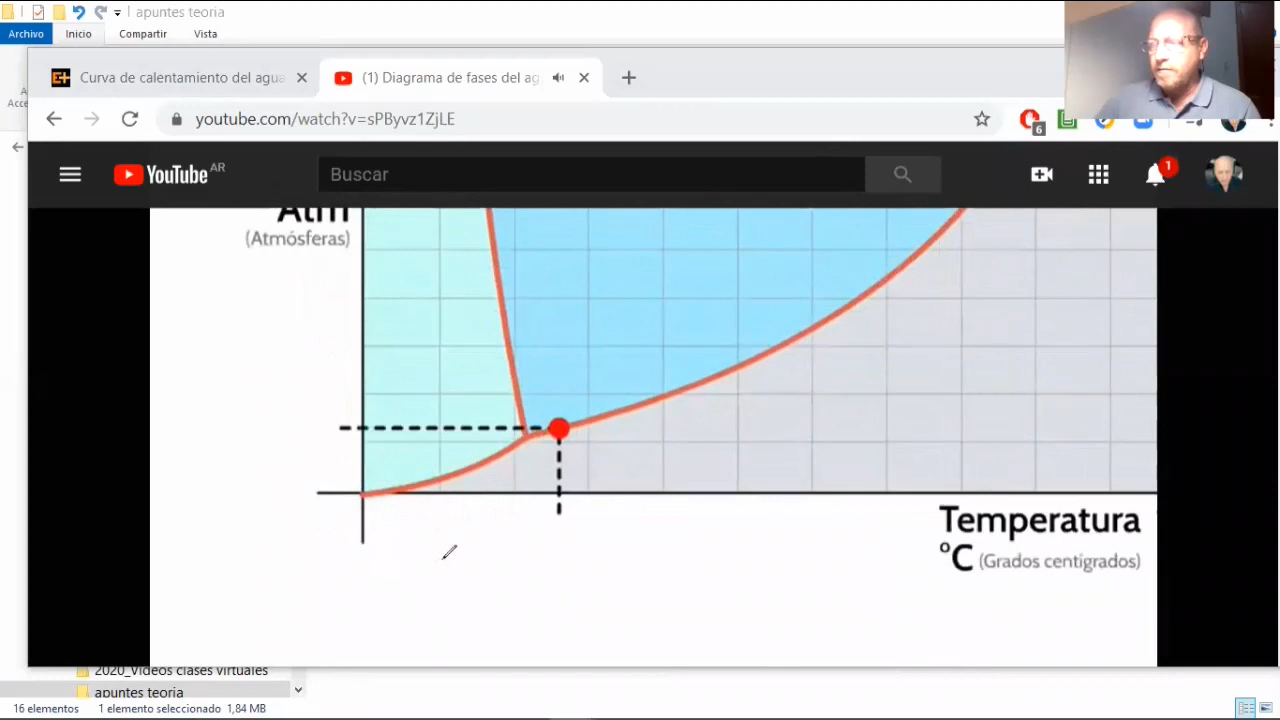 apuntes teoria
Archivo Inicio Compartir Vista
E+ Curva de calentamiento del agua
(1) Diagrama de fases del ag
youtube.com/watch?v=sPByvz1ZjLE
6
YouTube AR
Buscar
1
Atm
(Atmósferas)
Temperatura
°C (Grados centígrados)
2020_Videos clases virtuales
apuntes teoria
16 elementos 1 elemento seleccionado 1,84 MB